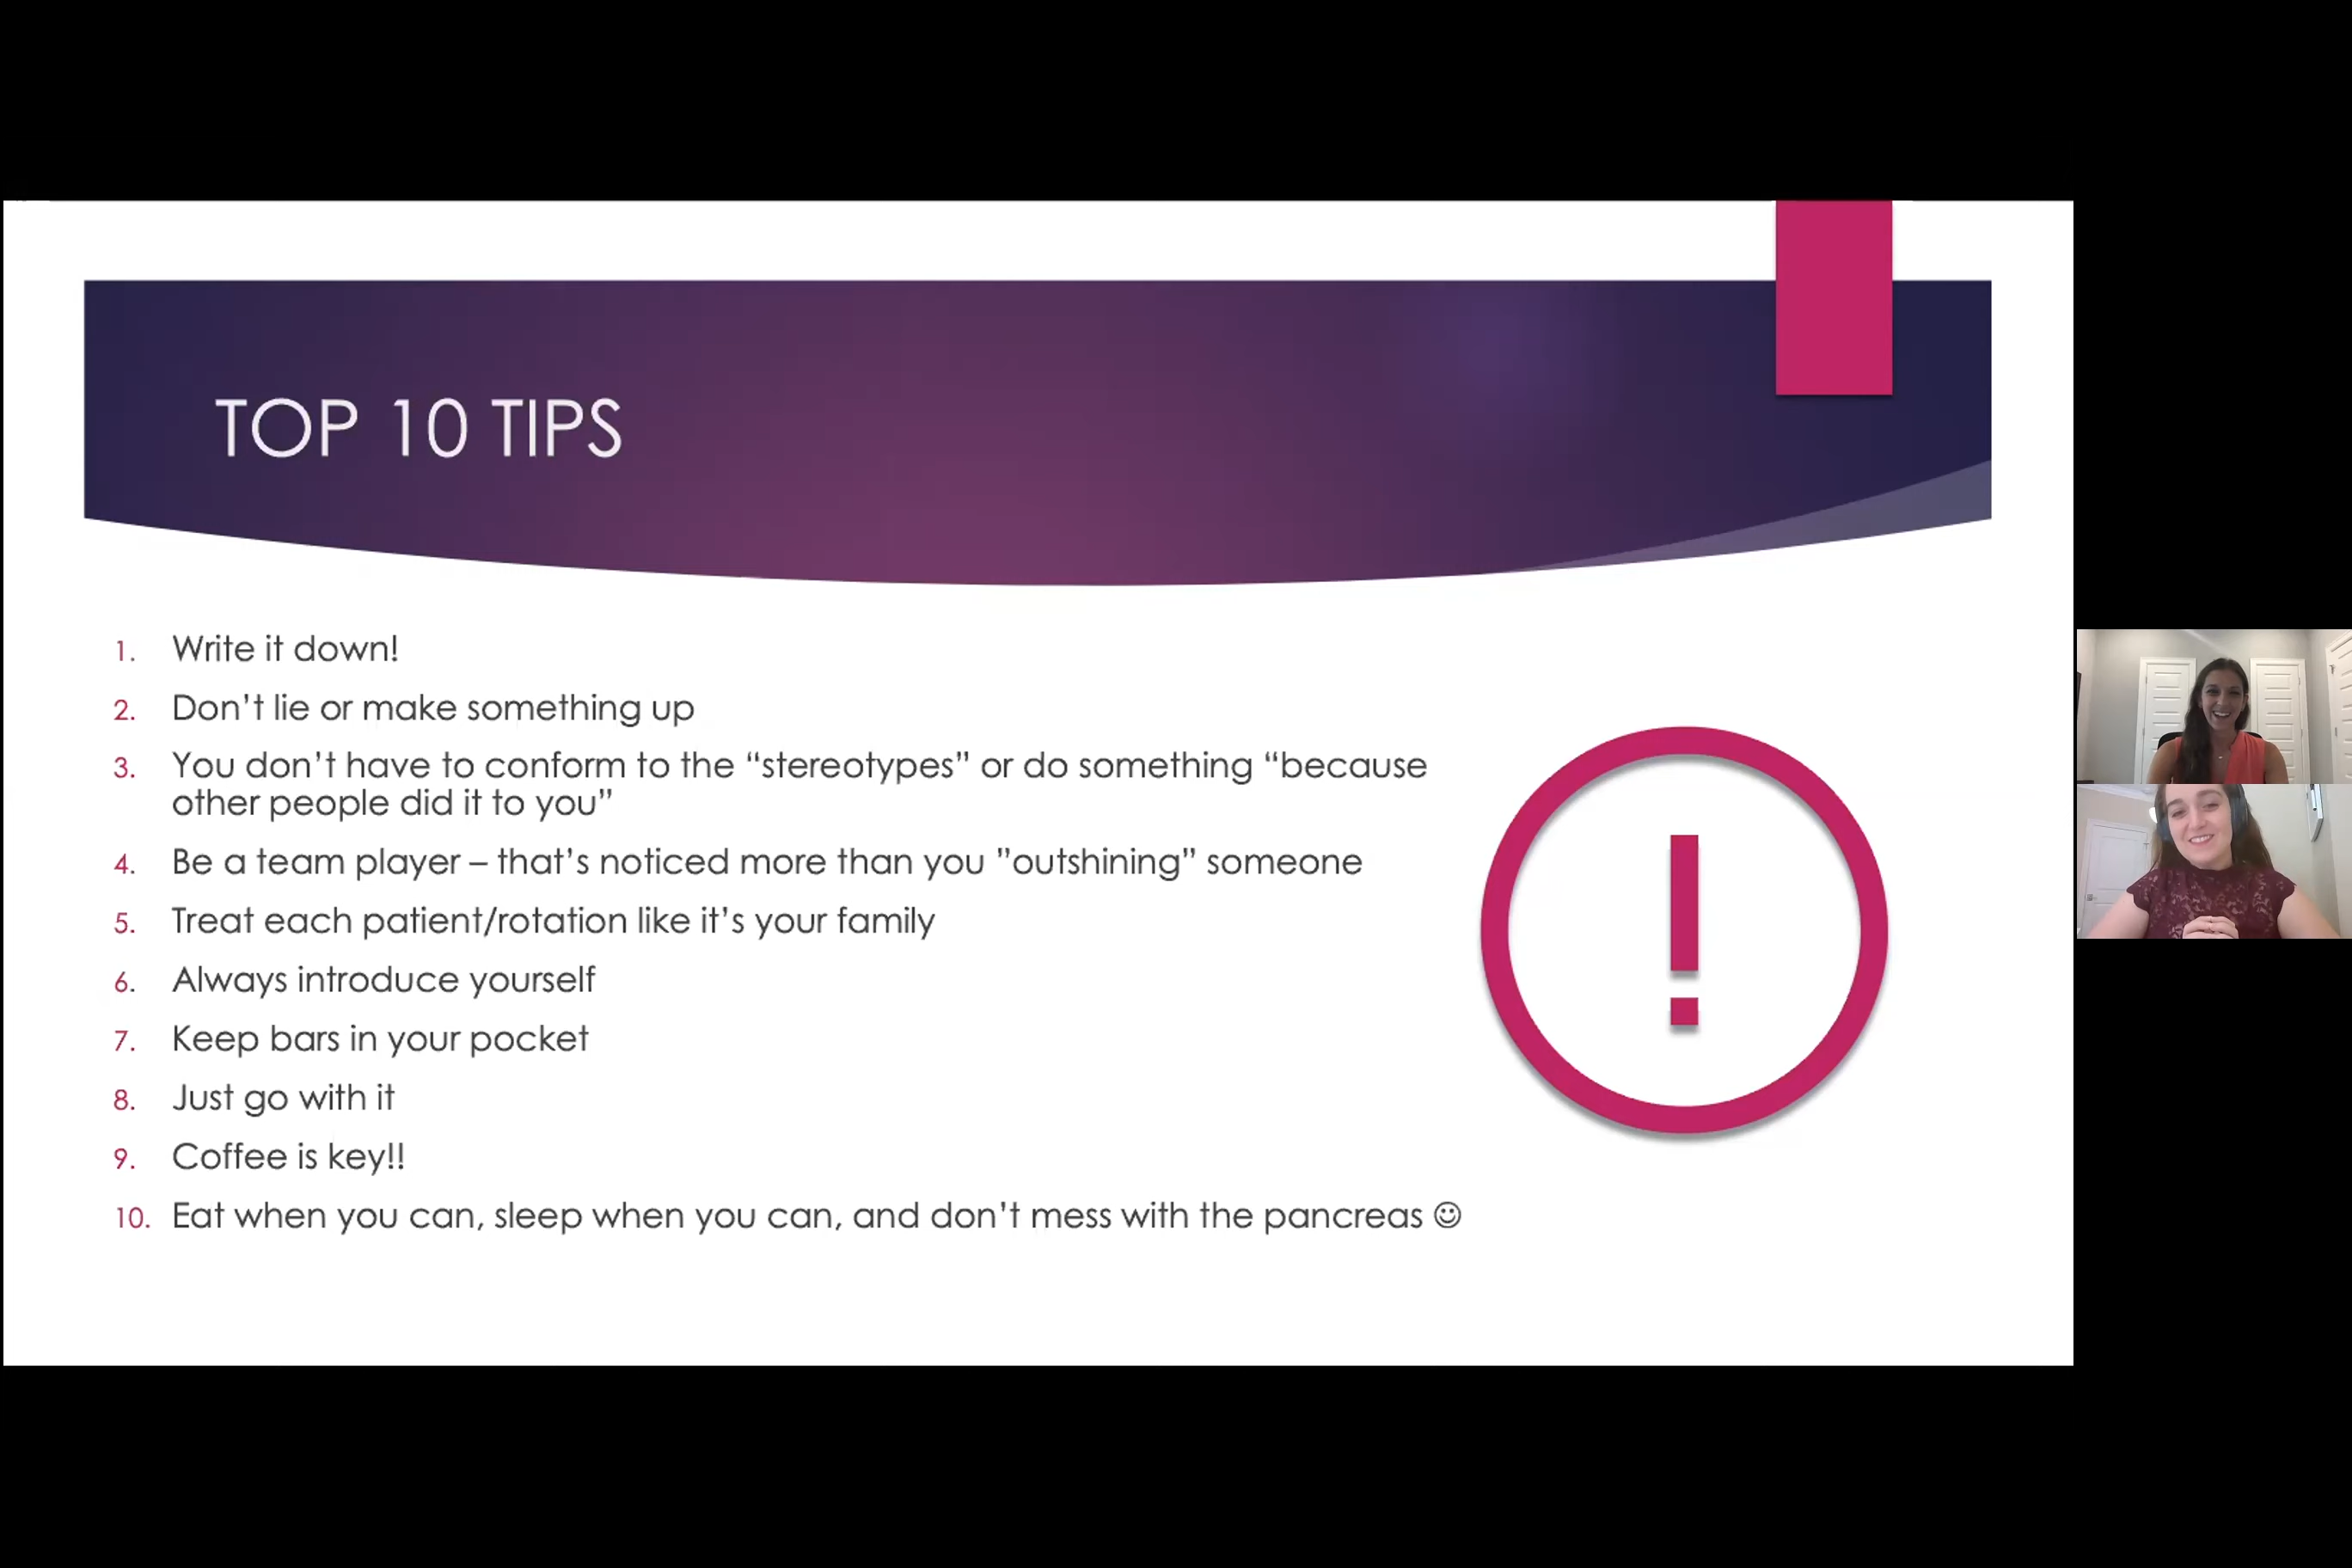 TOP 10 TIPS
1. Write it down!
2. Don’t lie or make something up
3. You don’t have to conform to the “stereotypes” or do something “because
other people did it to you”
4. Be a team player – that’s noticed more than you ”outshining” someone
5. Treat each patient/rotation like it’s your family
6. Always introduce yourself
7. Keep bars in your pocket
8. Just go with it
9. Coffee is key!!
10. Eat when you can, sleep when you can, and don’t mess with the pancreas ☺